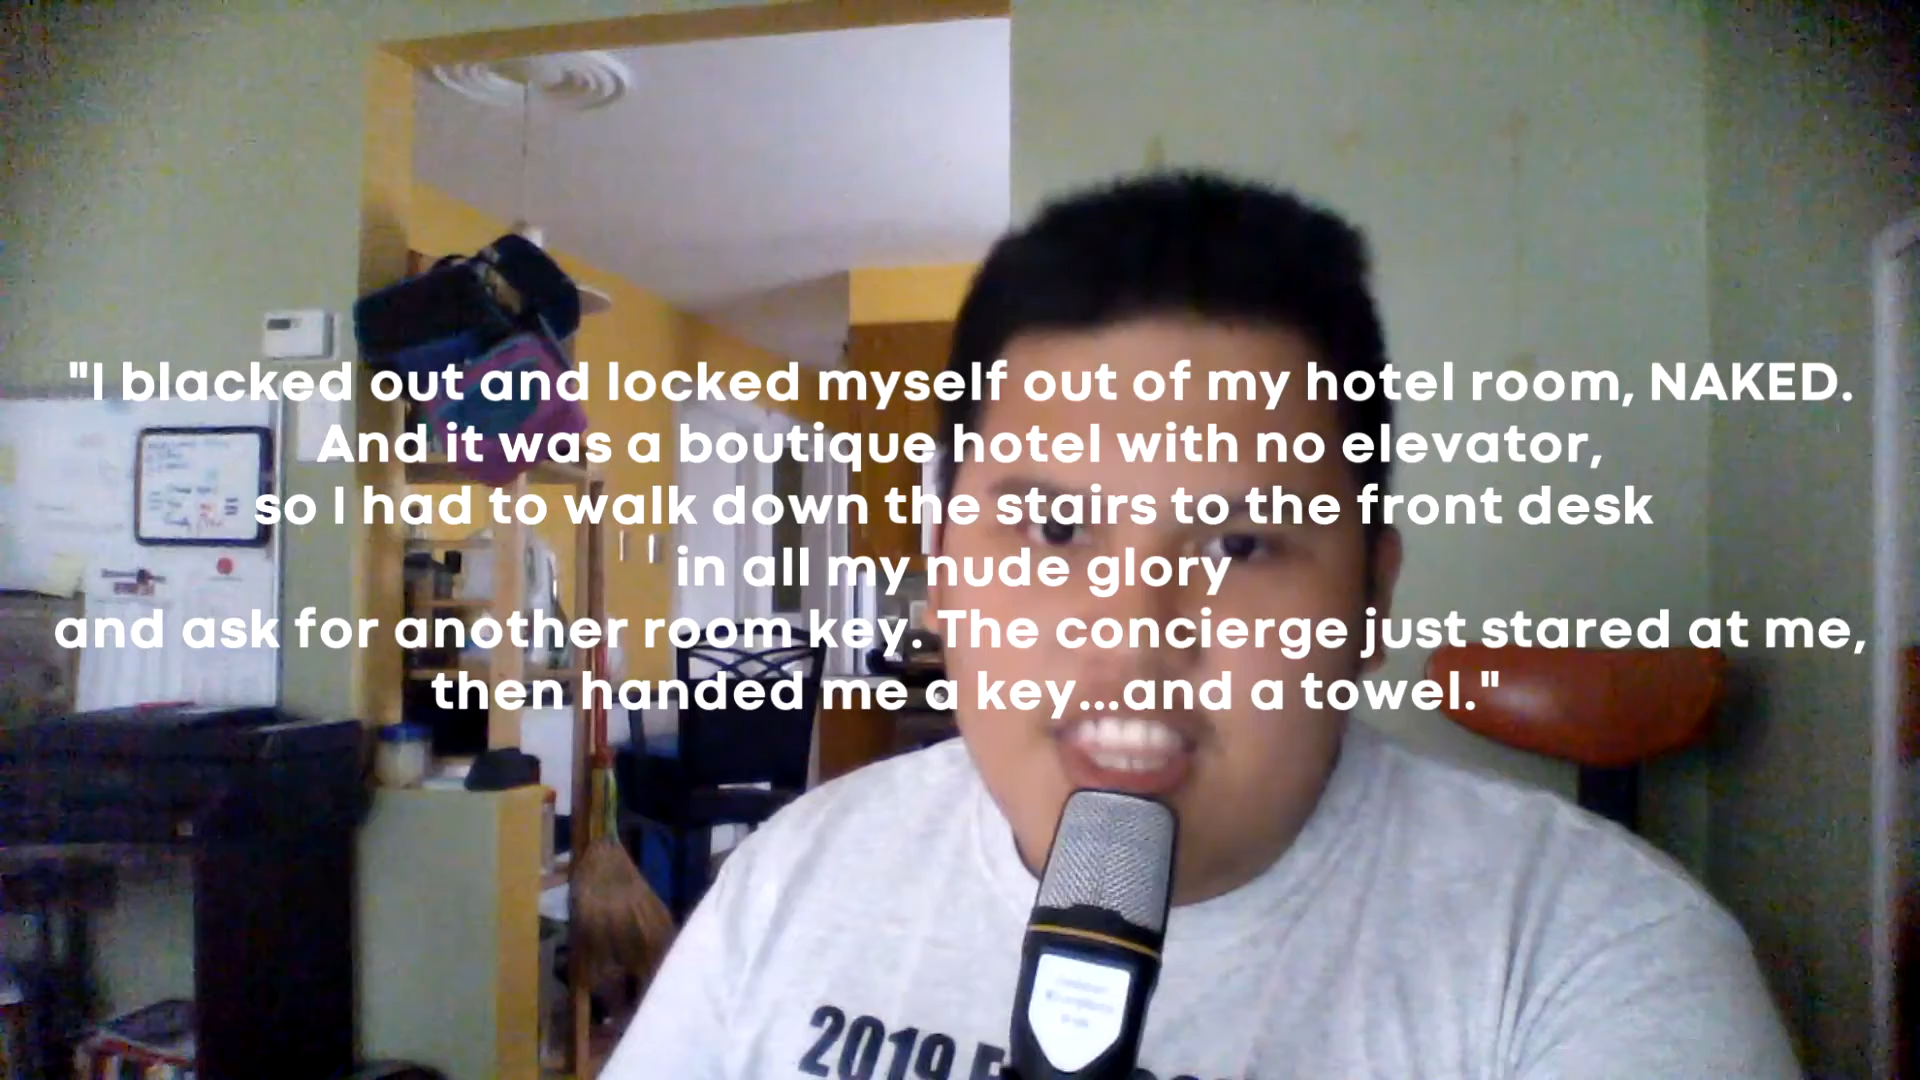 "I blacked out and locked myself out of my hotel room, NAKED.
And it was a boutique hotel with no elevator,
so I had to walk down the stairs to the front desk
in all my nude glory
and ask for another room key. The concierge just stared at me,
then handed me a key...and a towel."
2019